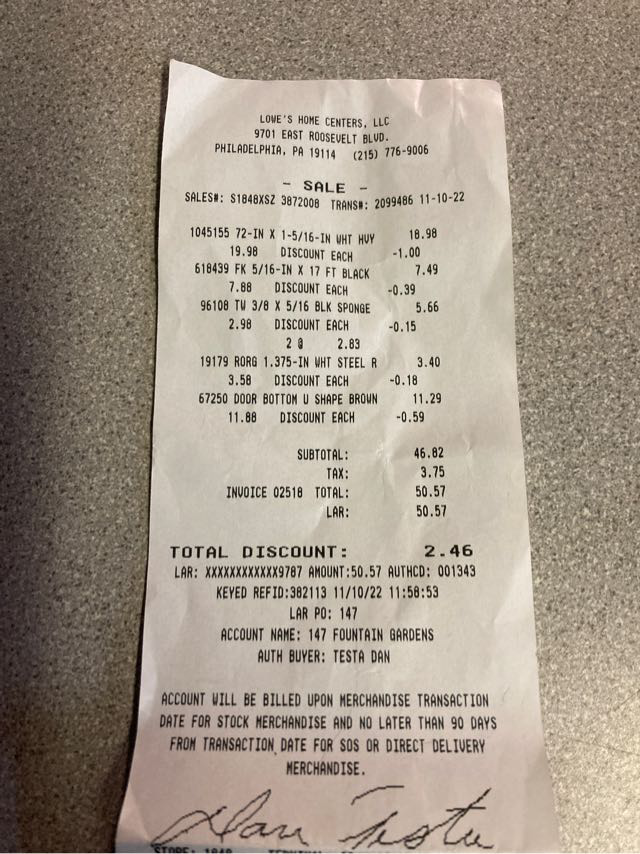 LOWE'S HOME CENTERS, LLC
9701 EAST ROOSEVELT BLVD.
PHILADELPHIA, PA 19114 (215) 776-9006
- SALE -
SALES#: S1848XSZ 3872008 TRANS#: 2099486 11-10-22
1045155 72-IN X 1-5/16-IN WHT HVY 18.98
19.98 DISCOUNT EACH -1.00
618439 FK 5/16-IN X 17 FT BLACK 7.49
7.88 DISCOUNT EACH -0.39
96108 TW 3/8 X 5/16 BLK SPONGE 5.66
2.98 DISCOUNT EACH -0.15
2 @ 2.83
19179 RORG 1.375-IN WHT STEEL R 3.40
3.58 DISCOUNT EACH -0.18
67250 DOOR BOTTOM U SHAPE BROWN 11.29
11.88 DISCOUNT EACH -0.59
SUBTOTAL: 46.82
TAX: 3.75
INVOICE 02518 TOTAL: 50.57
LAR: 50.57
TOTAL DISCOUNT: 2.46
LAR: XXXXXXXXXXXX9787 AMOUNT:50.57 AUTHCD: 001343
KEYED REFID:382113 11/10/22 11:58:53
LAR PO: 147
ACCOUNT NAME: 147 FOUNTAIN GARDENS
AUTH BUYER: TESTA DAN
ACCOUNT WILL BE BILLED UPON MERCHANDISE TRANSACTION
DATE FOR STOCK MERCHANDISE AND NO LATER THAN 90 DAYS
FROM TRANSACTION DATE FOR SOS OR DIRECT DELIVERY
MERCHANDISE.
Dan Testa
STORE: 1848